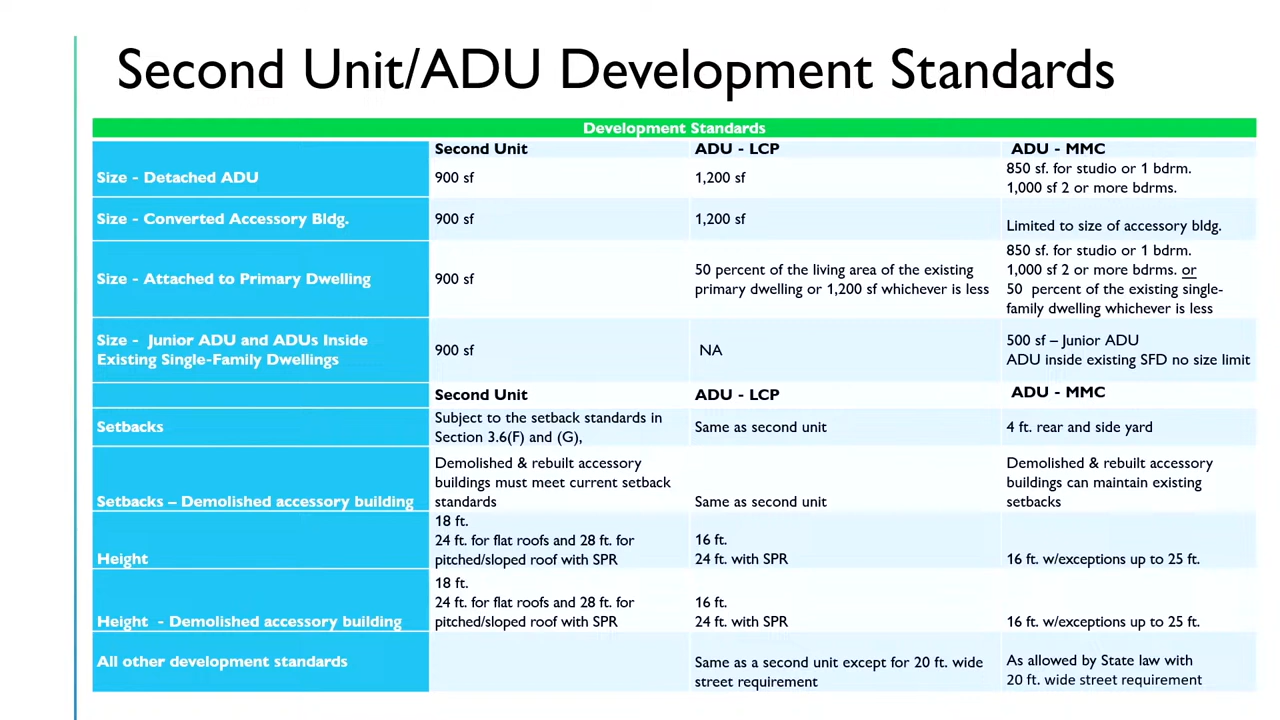 Second Unit/ADU Development Standards
Development Standards
Second Unit
ADU - LCP
ADU - MMC
Size - Detached ADU
900 sf
1,200 sf
850 sf. for studio or 1 bdrm.
1,000 sf 2 or more bdrms.
Size - Converted Accessory Bldg.
900 sf
1,200 sf
Limited to size of accessory bldg.
Size - Attached to Primary Dwelling
900 sf
50 percent of the living area of the existing
primary dwelling or 1,200 sf whichever is less
850 sf. for studio or 1 bdrm.
1,000 sf 2 or more bdrms. or
50 percent of the existing single-
family dwelling whichever is less
Size - Junior ADU and ADUs Inside
Existing Single-Family Dwellings
900 sf
NA
500 sf – Junior ADU
ADU inside existing SFD no size limit
Second Unit
ADU - LCP
ADU - MMC
Setbacks
Subject to the setback standards in
Section 3.6(F) and (G),
Same as second unit
4 ft. rear and side yard
Setbacks – Demolished accessory building
Demolished & rebuilt accessory
buildings must meet current setback
standards
Same as second unit
Demolished & rebuilt accessory
buildings can maintain existing
setbacks
Height
18 ft.
24 ft. for flat roofs and 28 ft. for
pitched/sloped roof with SPR
16 ft.
24 ft. with SPR
16 ft. w/exceptions up to 25 ft.
Height - Demolished accessory building
18 ft.
24 ft. for flat roofs and 28 ft. for
pitched/sloped roof with SPR
16 ft.
24 ft. with SPR
16 ft. w/exceptions up to 25 ft.
All other development standards
Same as a second unit except for 20 ft. wide
street requirement
As allowed by State law with
20 ft. wide street requirement